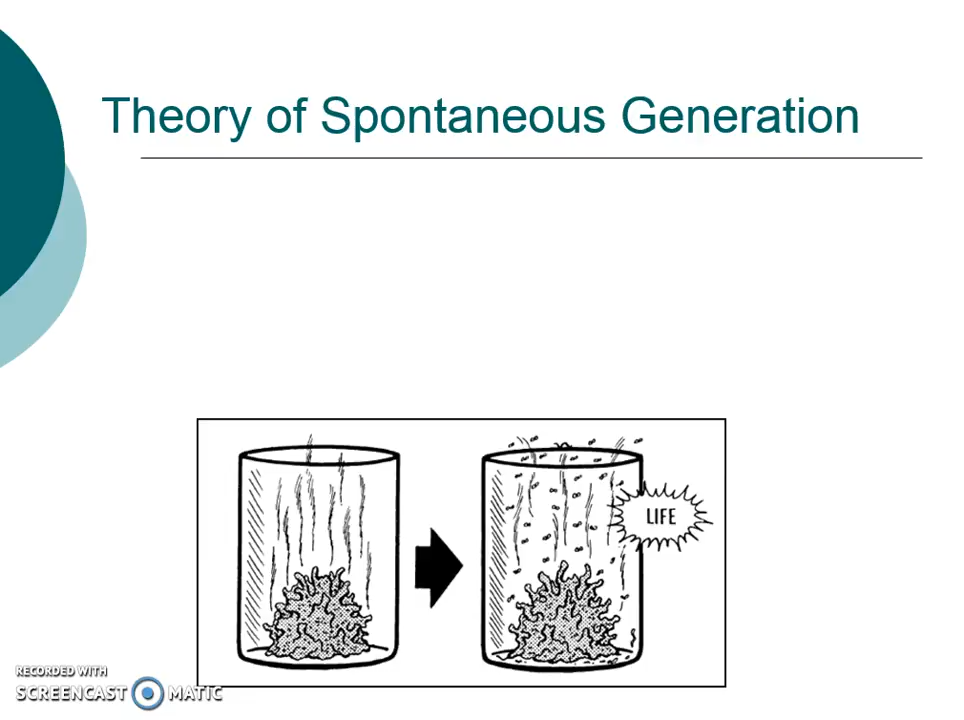 Theory of Spontaneous Generation
LIFE
RECORDED WITH
SCREENCAST MATIC